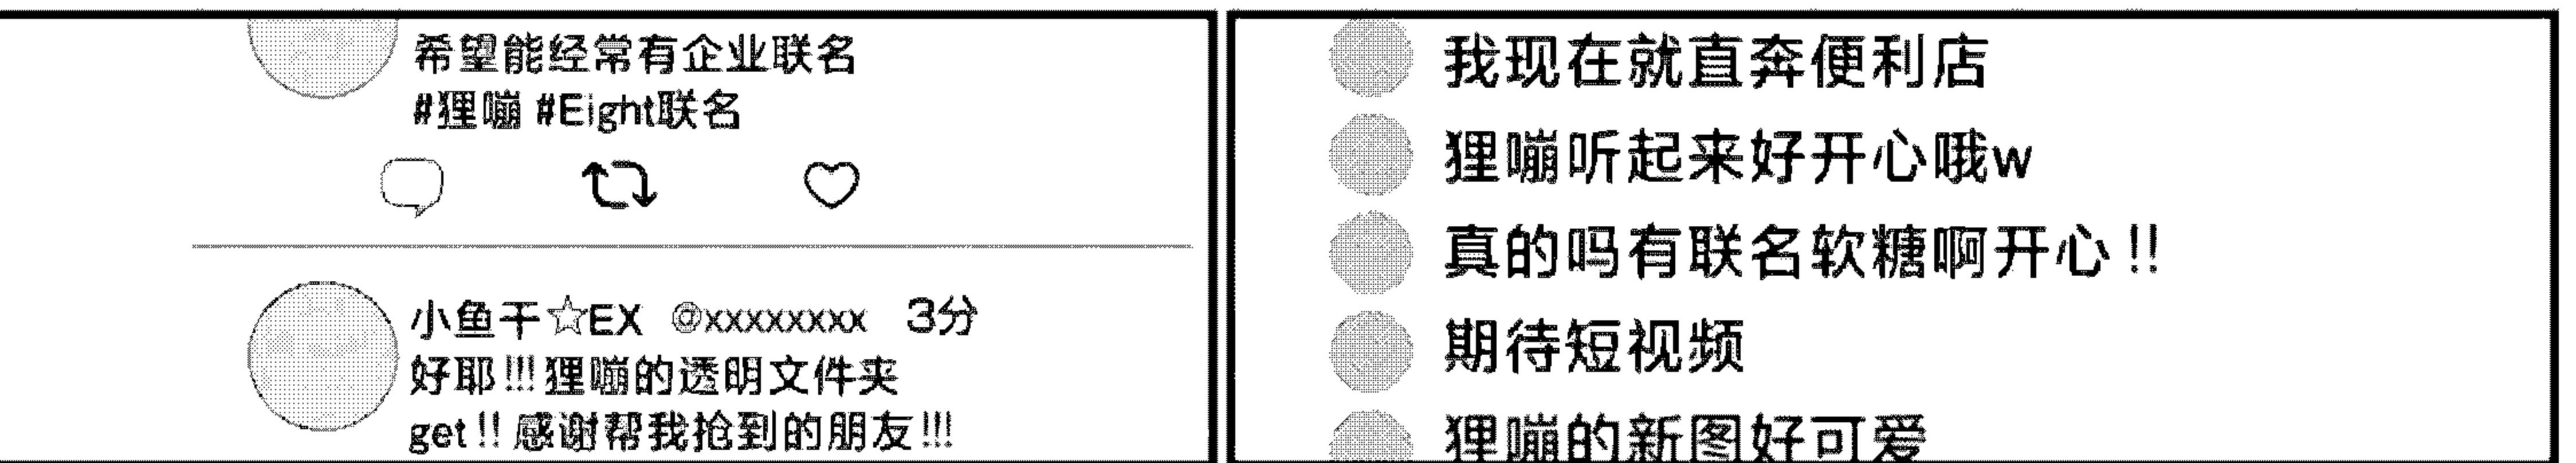 希望能经常有企业联名
#狸嘣 #Eight联名
小鱼干☆EX @xxxxxxxx 3分
好耶!!!狸嘣的透明文件夹
get!!感谢帮我抢到的朋友!!!
我现在就直奔便利店
狸嘣听起来好开心哦w
真的吗有联名软糖啊开心!!
期待短视频
狸嘣的新图好可爱